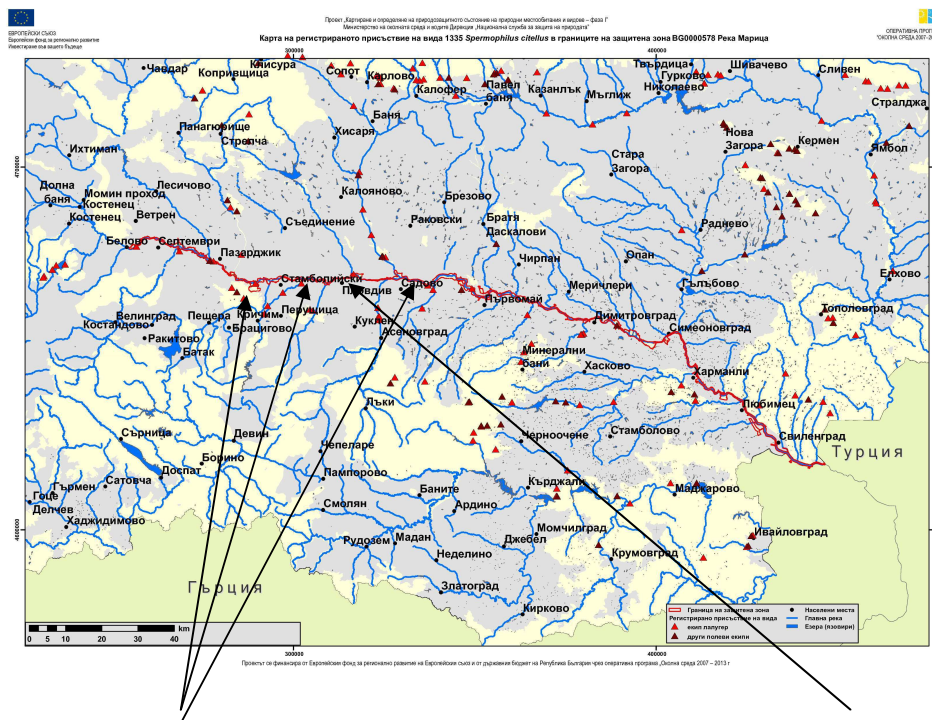 Проект „Картиране и определяне на природозащитното състояние на природни местообитания и видове – фаза I“
Министерство на околната среда и водите Дирекция „Национална служба за защита на природата“
Карта на регистрираното присъствие на вида 1335 Spermophilus citellus в границите на защитена зона BG0000578 Река Марица
ЕВРОПЕЙСКИ СЪЮЗ
Европейски фонд за регионално развитие
Инвестираме във вашето бъдеще
ОПЕРАТИВНА ПРОГ
"ОКОЛНА СРЕДА 2007-2
300000
400000
Чавдар
Клисура
Копривщица
Сопот
Карлово
Калофер
Павел
баня
Казанлък
Мъглиж
Твърдица
Гурково
Николаево
Шивачево
Сливен
Стралджа
Панагюрище
Стрелча
Баня
Хисаря
Нова
Загора
Кермен
Ямбол
Ихтиман
Стара
Загора
4700000
Долна
баня
Момин проход
Костенец
Костенец
Лесичово
Ветрен
Калояново
Брезово
Съединение
Раковски
Братя
Даскалови
Раднево
Белово
Септември
Пазарджик
Чирпан
Опан
Елхово
Стамболийски
Пловдив
Садово
Меричлери
Гълъбово
Първомай
Велинград
Костандово
Пещера
Кричим
Перущица
Брацигово
Куклен
Асеновград
Димитровград
Симеоновград
Тополовград
Ракитово
Батак
Минерални
бани
Хасково
Харманли
Лъки
Любимец
Сърница
Девин
Чепеларе
Черноочене
Стамболово
Свиленград
Турция
Борино
Доспат
Сатовча
Гърмен
Гоце
Делчев
Хаджидимово
Пампорово
Смолян
Баните
Ардино
Кърджали
Маджарово
4600000
Рудозем
Мадан
Неделино
Джебел
Момчилград
Крумовград
Ивайловград
Гърция
Златоград
Кирково
km
0 5 10 20 30 40
Граница на защитена зона
Регистрирано присъствие на вида
екип лалугер
други полеви екипи
Населени места
Главна река
Езера (язовири)
300000
400000
Проектът се финансира от Европейски фонд за регионално развитие на Европейския съюз и от държавния бюджет на Република България чрез оперативна програма „Околна среда 2007 – 2013 г